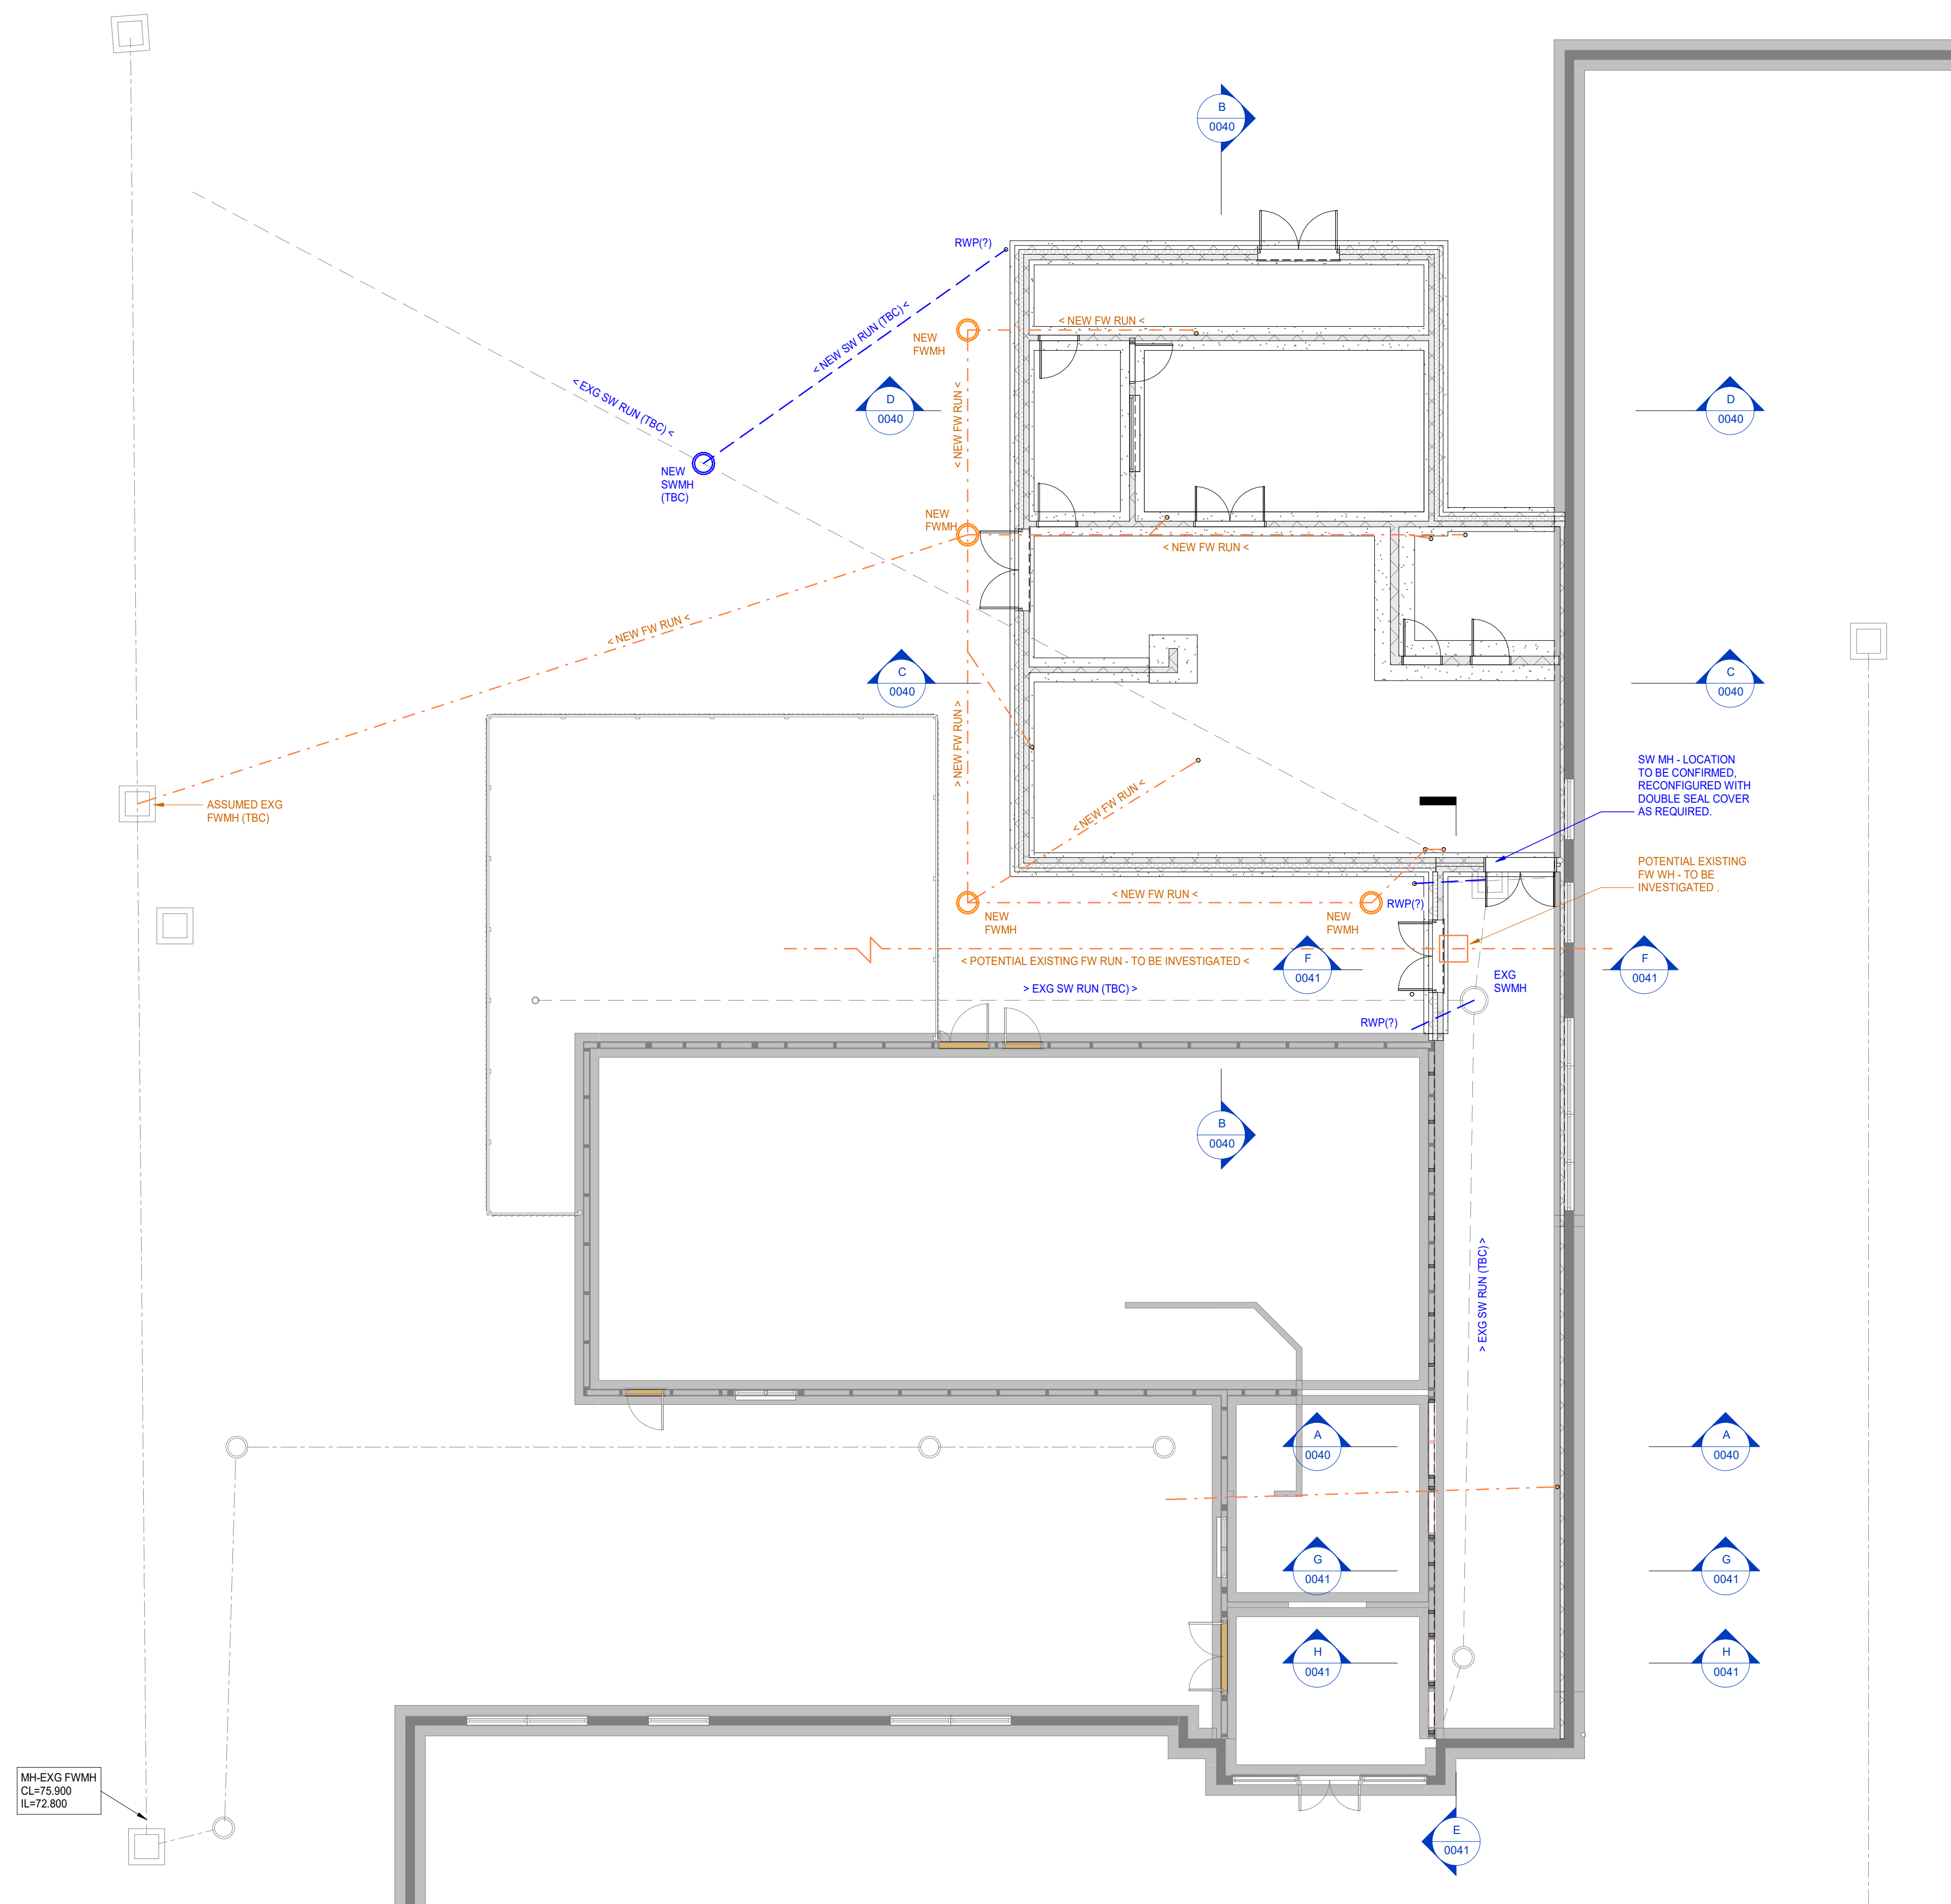 B
0040
RWP(?)
< NEW FW RUN <
NEW
FWMH
< NEW SW RUN (TBC) <
< EXG SW RUN (TBC) <
< NEW FW RUN <
D
0040
D
0040
NEW
SWMH
(TBC)
NEW
FWMH
< NEW FW RUN <
< NEW FW RUN <
C
0040
C
0040
> NEW FW RUN >
ASSUMED EXG
FWMH (TBC)
< NEW FW RUN <
SW MH - LOCATION
TO BE CONFIRMED,
RECONFIGURED WITH
DOUBLE SEAL COVER
AS REQUIRED.
POTENTIAL EXISTING
FW WH - TO BE
INVESTIGATED .
< NEW FW RUN <
RWP(?)
NEW
FWMH
NEW
FWMH
< POTENTIAL EXISTING FW RUN - TO BE INVESTIGATED <
F
0041
F
0041
EXG
SWMH
> EXG SW RUN (TBC) >
RWP(?)
B
0040
> EXG SW RUN (TBC) >
A
0040
A
0040
G
0041
G
0041
H
0041
H
0041
MH-EXG FWMH
CL=75.900
IL=72.800
E
0041